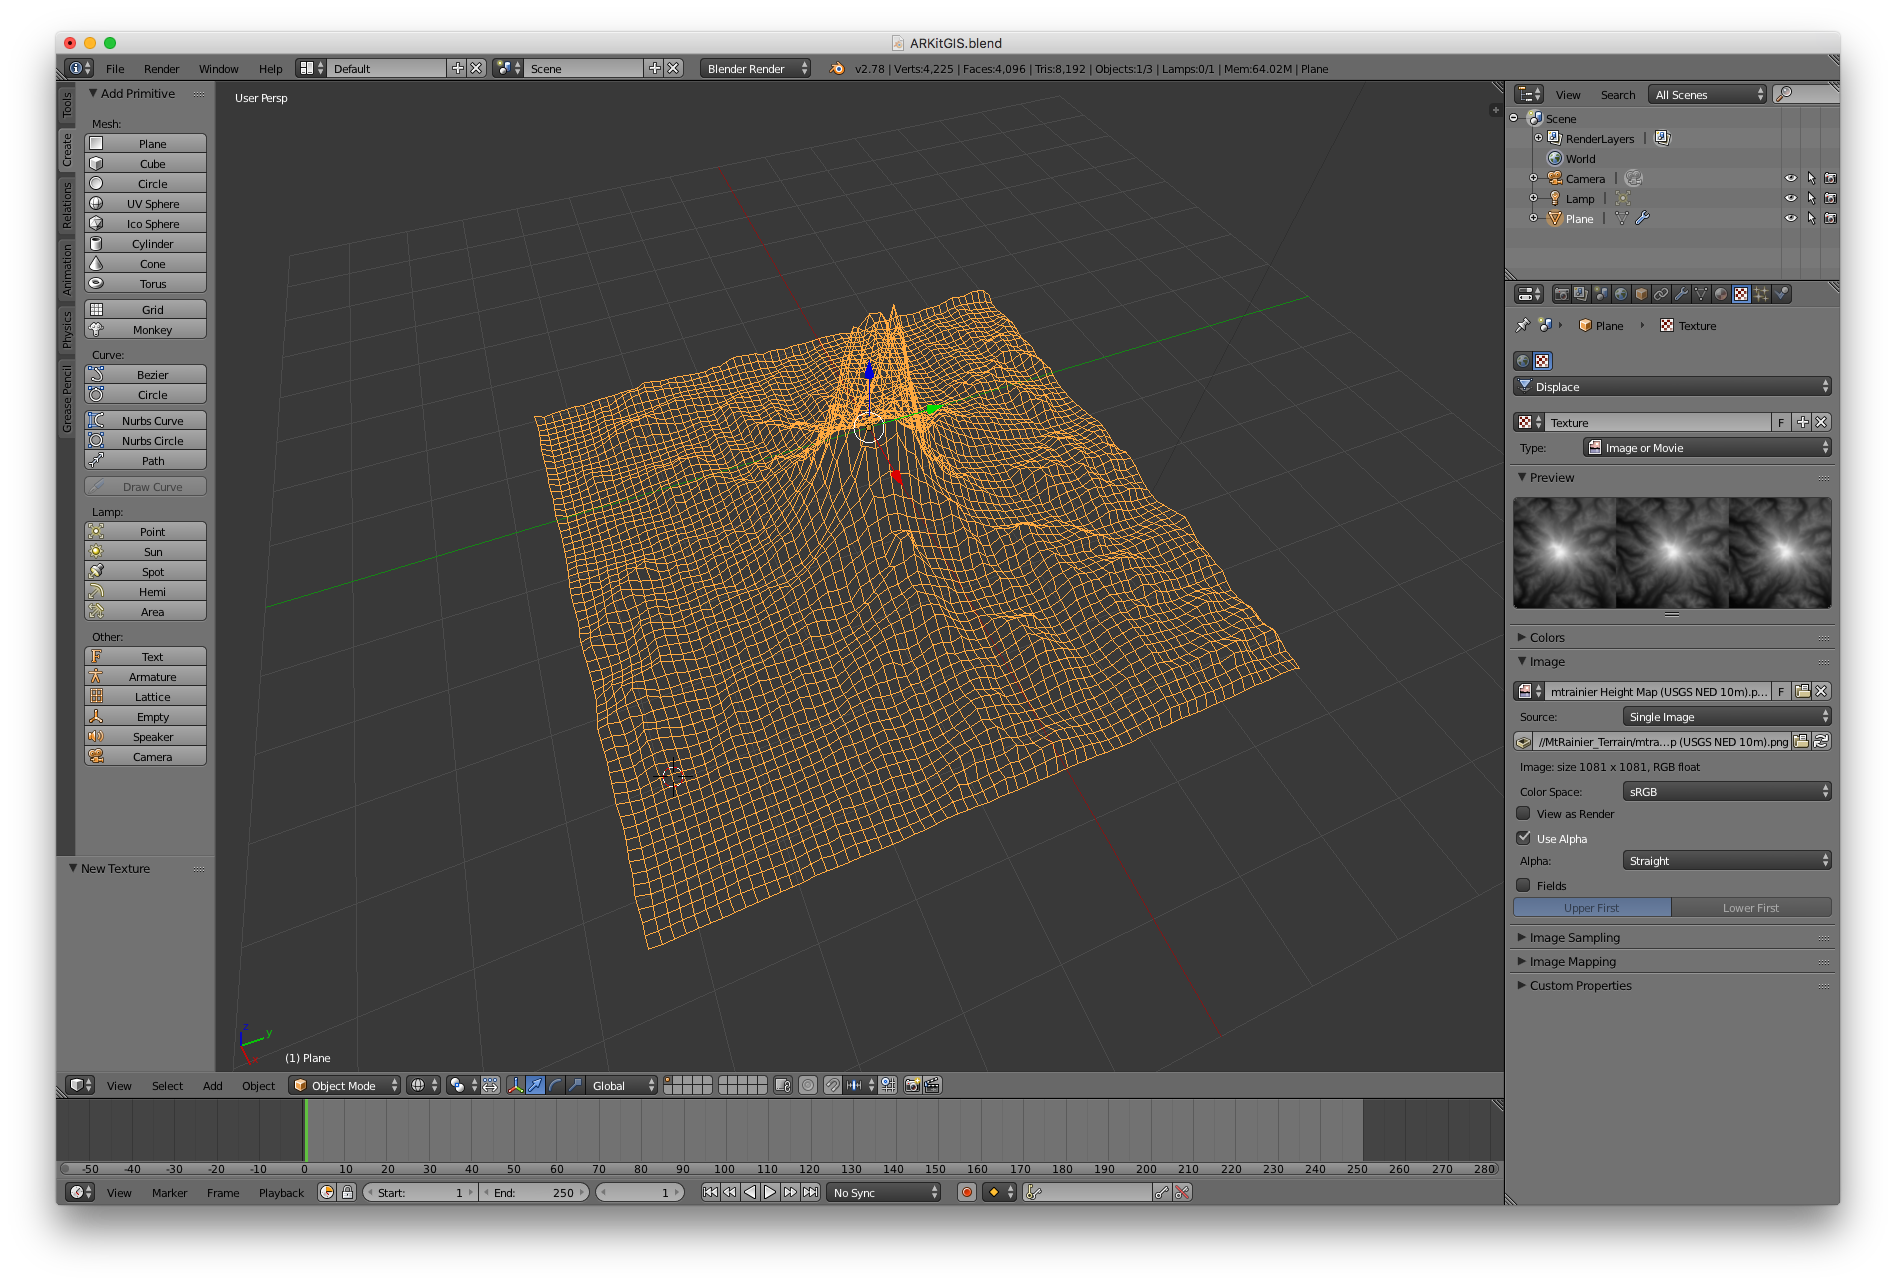 ARKitGIS.blend
File Render Window Help Default Scene Blender Render v2.78 | Verts:4,225 | Faces:4,096 | Tris:8,192 | Objects:1/3 | Lamps:0/1 | Mem:64.02M | Plane
Tools
Create
Relations
Animation
Physics
Grease Pencil
Add Primitive
Mesh:
Plane
Cube
Circle
UV Sphere
Ico Sphere
Cylinder
Cone
Torus
Grid
Monkey
Curve:
Bezier
Circle
Nurbs Curve
Nurbs Circle
Path
Draw Curve
Lamp:
Point
Sun
Spot
Hemi
Area
Other:
Text
Armature
Lattice
Empty
Speaker
Camera
New Texture
User Persp
z
y
(1) Plane
View Select Add Object Object Mode Global
-50 -40 -30 -20 -10 0 10 20 30 40 50 60 70 80 90 100 110 120 130 140 150 160 170 180 190 200 210 220 230 240 250 260 270 280
View Marker Frame Playback Start: 1 End: 250 1 No Sync
View Search All Scenes
Scene
RenderLayers |
World
Camera |
Lamp |
Plane |
Plane Texture
Displace
Texture F
Type: Image or Movie
Preview
Colors
Image
mtrainier Height Map (USGS NED 10m).p... F
Source: Single Image
//MtRainier_Terrain/mtra...p (USGS NED 10m).png
Image: size 1081 x 1081, RGB float
Color Space: sRGB
View as Render
Use Alpha
Alpha: Straight
Fields
Upper First Lower First
Image Sampling
Image Mapping
Custom Properties